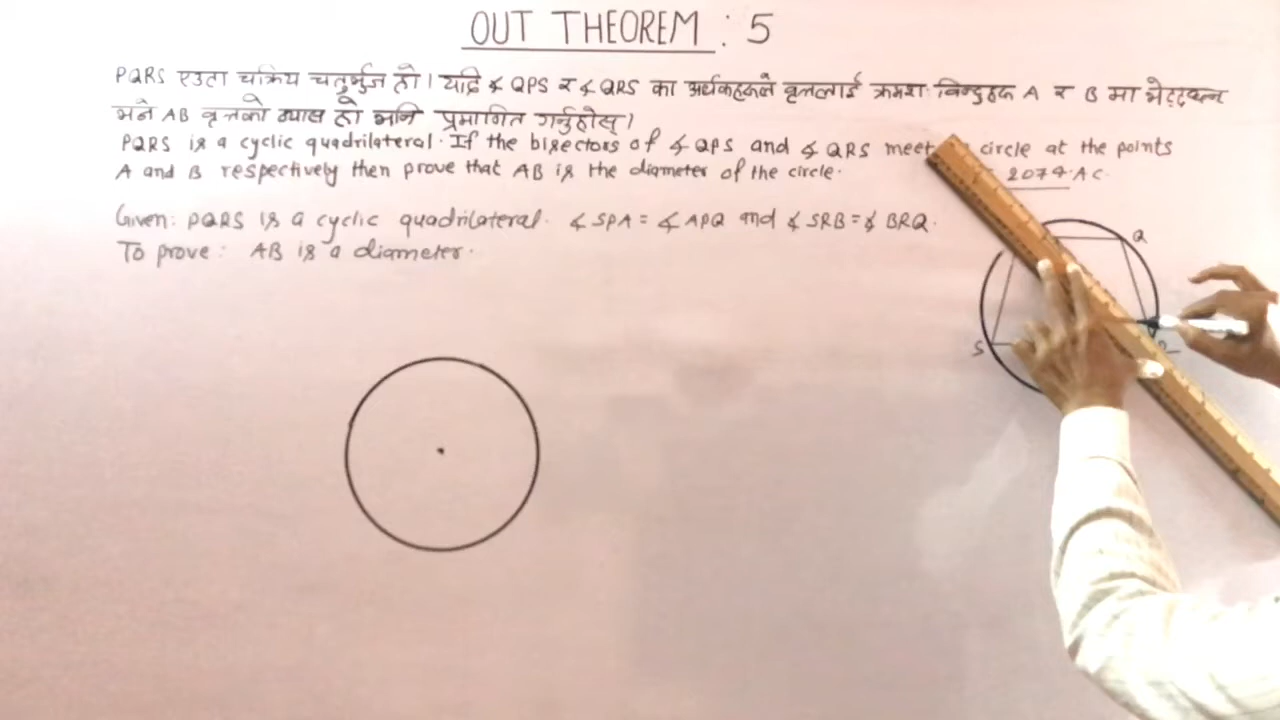 OUT THEOREM : 5
PQRS एउटा चक्रिय चतुर्भुज हो। यदि ∡ QPS र ∡ QRS का अर्धकहरूले वृत्तलाई क्रमशः बिन्दुहरू A र B मा भेट्दछन्
भने AB वृत्तको व्यास हो भनि प्रमाणित गर्नुहोस्।
PQRS is a cyclic quadrilateral. If the bisectors of ∡ QPS and ∡ QRS meet circle at the points
A and B respectively then prove that AB is the diameter of the circle.
2074 A.C.
Given: PQRS is a cyclic quadrilateral. ∡ SPA = ∡ APQ and ∡ SRB = ∡ BRQ.
To prove: AB is a diameter.
Q
S